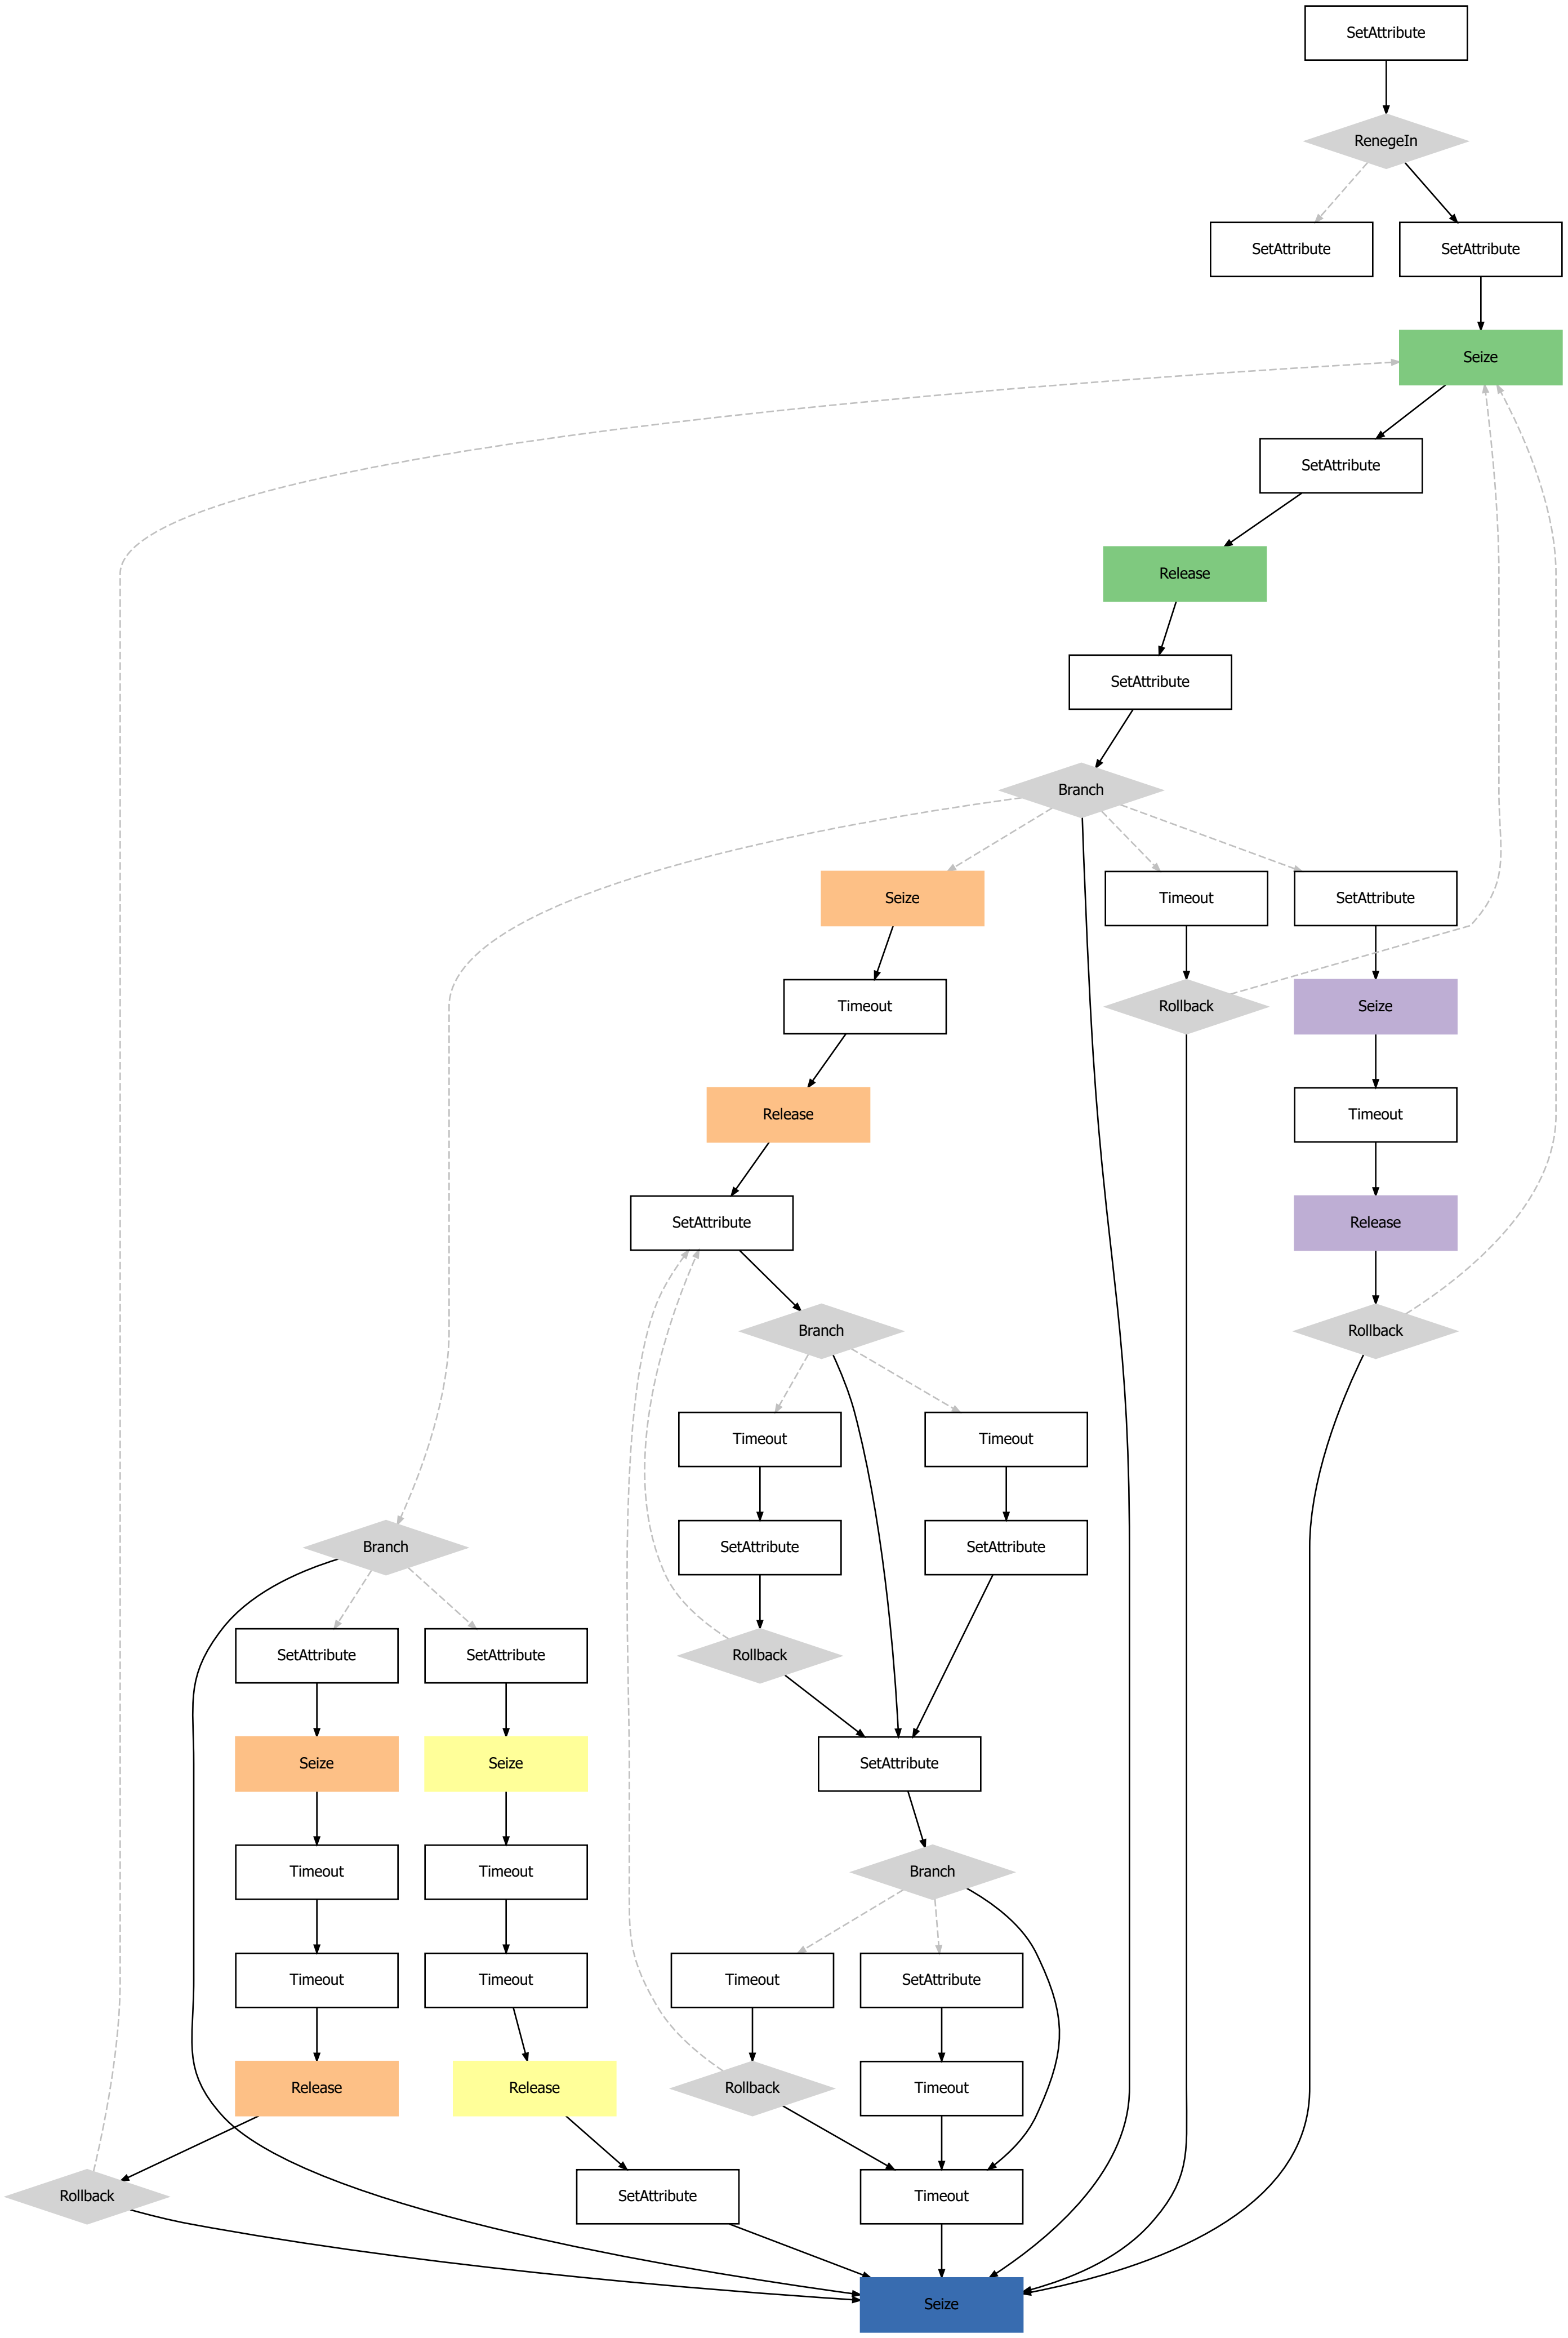 SetAttribute
RenegeIn
SetAttribute SetAttribute
Seize
SetAttribute
Release
SetAttribute
Branch
Seize Timeout SetAttribute
Timeout Rollback Seize
Release Timeout
SetAttribute Release
Branch Rollback
Timeout Timeout
Branch SetAttribute SetAttribute
SetAttribute SetAttribute Rollback
Seize Seize SetAttribute
Timeout Timeout Branch
Timeout Timeout Timeout SetAttribute
Release Release Rollback Timeout
Rollback SetAttribute Timeout
Seize